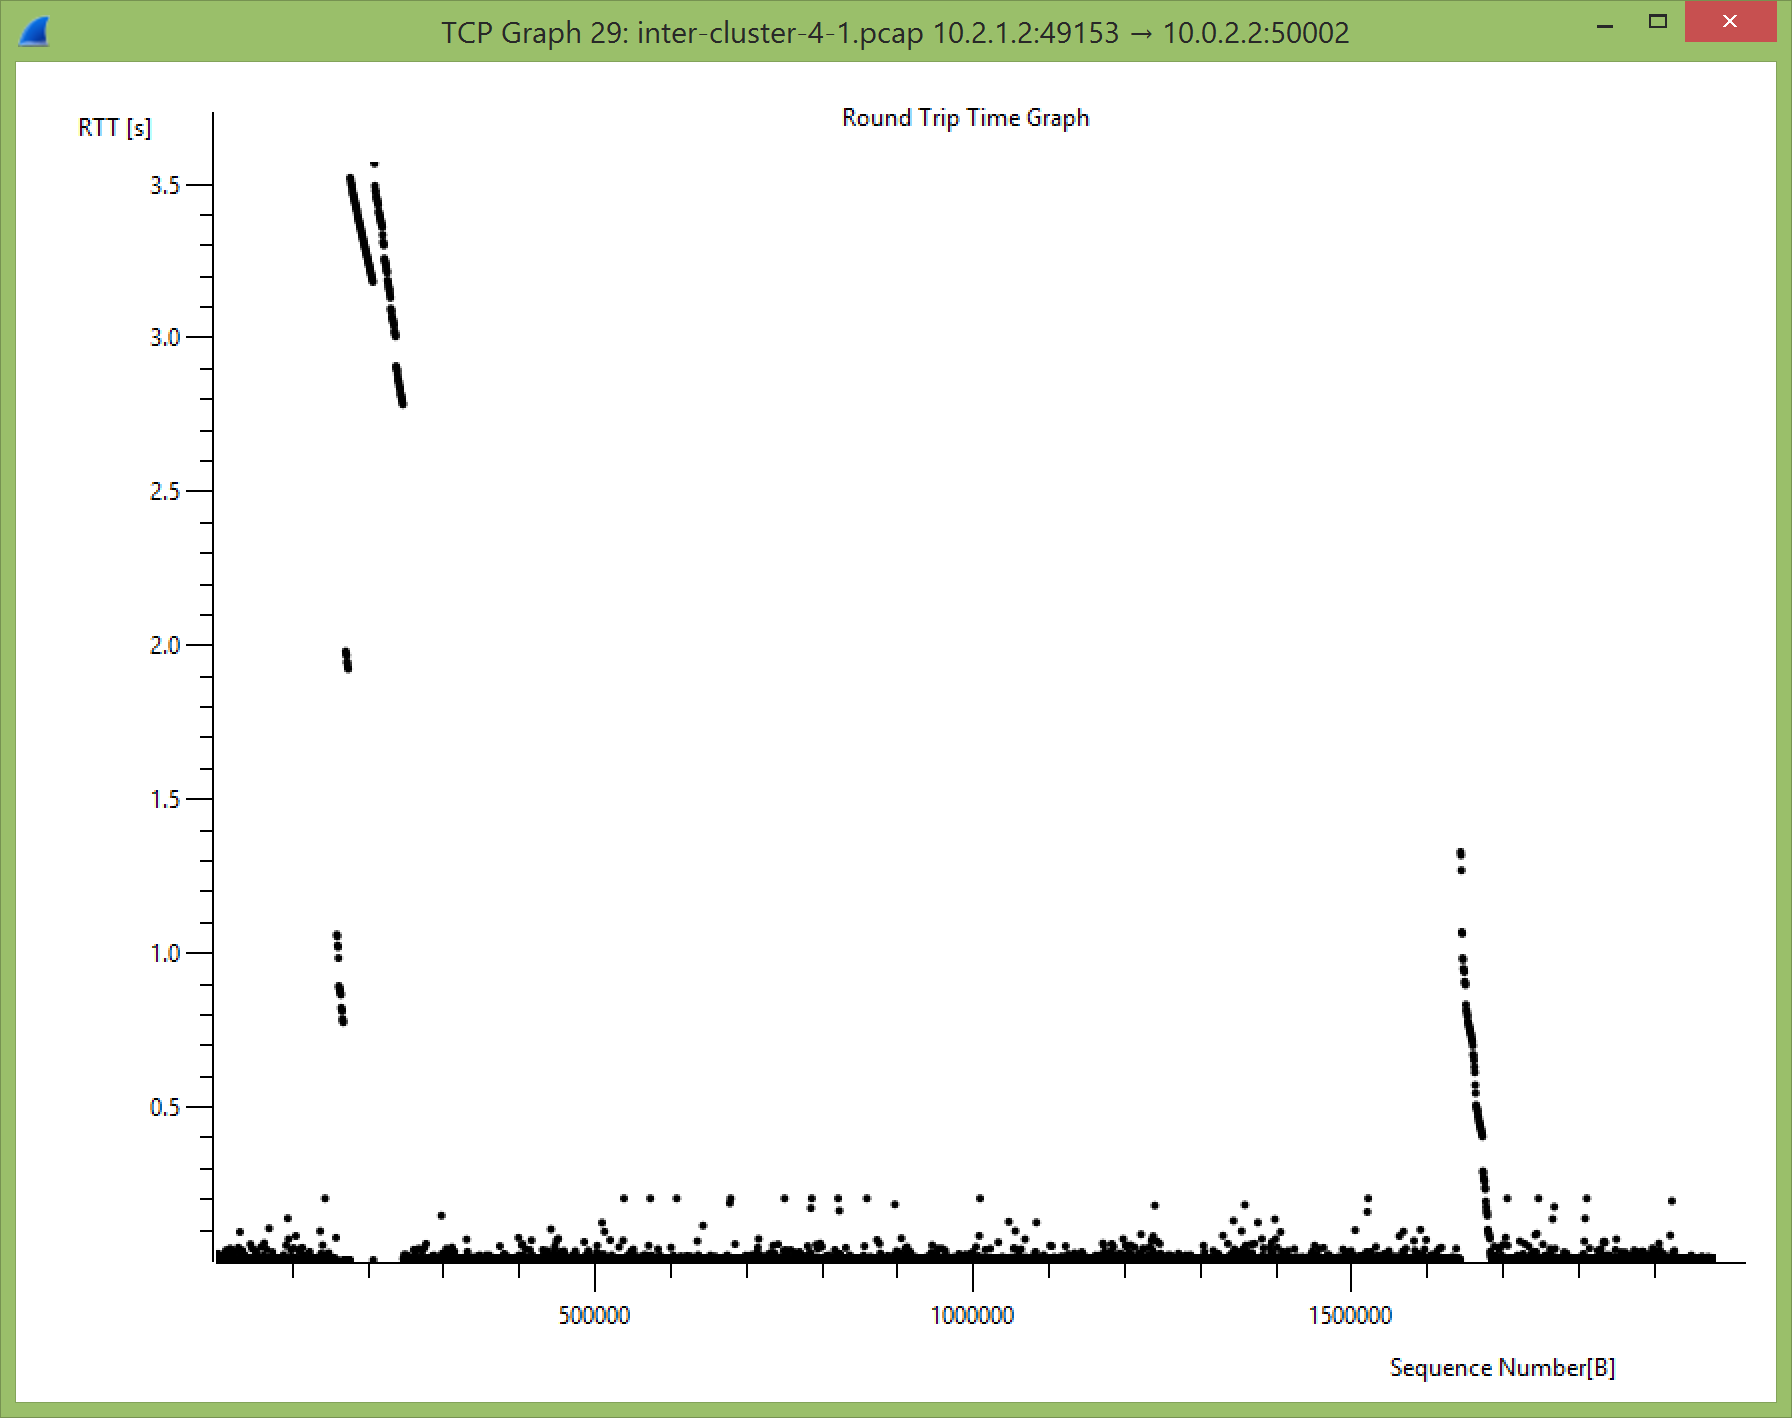 TCP Graph 29: inter-cluster-4-1.pcap 10.2.1.2:49153 → 10.0.2.2:50002
Round Trip Time Graph
RTT [s]
3.5
3.0
2.5
2.0
1.5
1.0
0.5
500000 1000000 1500000
Sequence Number[B]